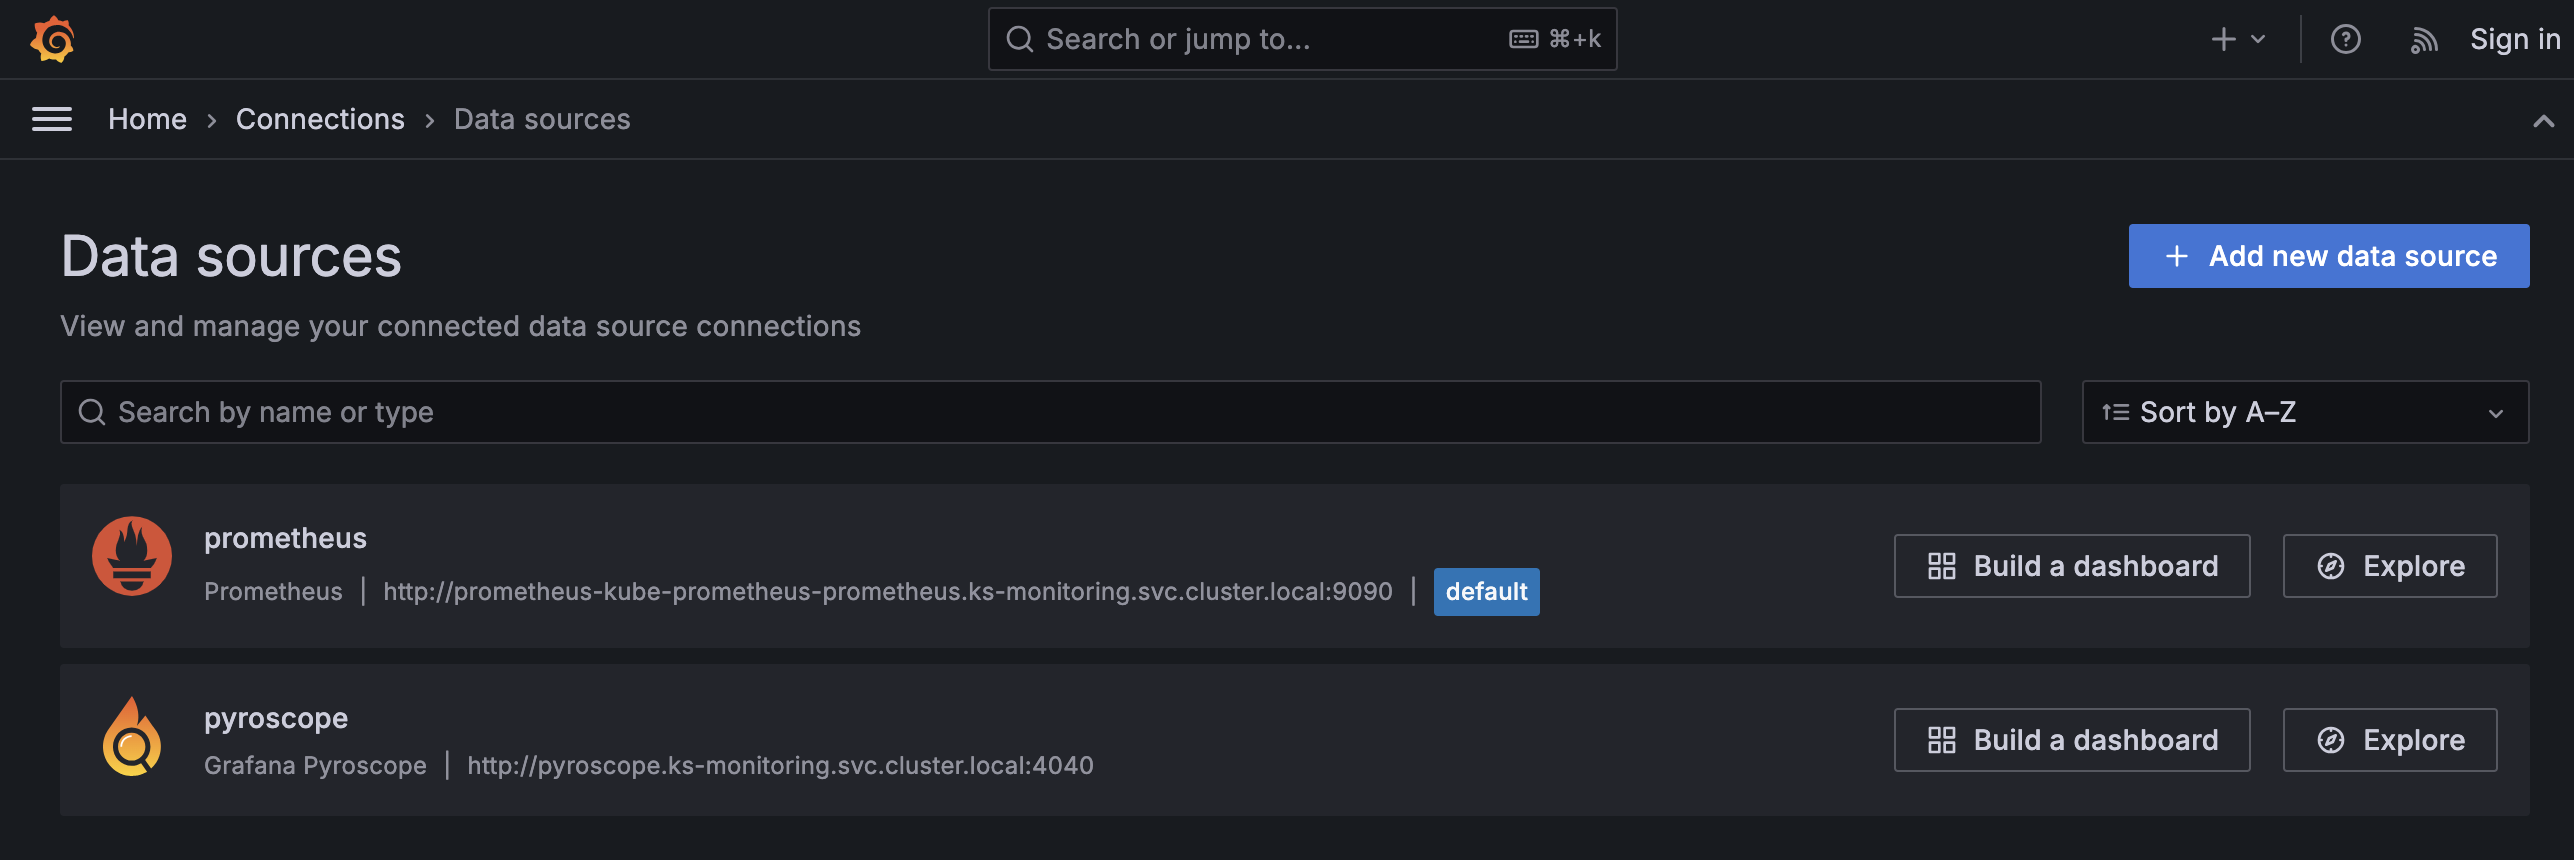 Search or jump to... ⌘+k
Sign in
Home › Connections › Data sources
Data sources
Add new data source
View and manage your connected data source connections
Search by name or type
Sort by A–Z
prometheus
Prometheus | http://prometheus-kube-prometheus-prometheus.ks-monitoring.svc.cluster.local:9090 | default
Build a dashboard
Explore
pyroscope
Grafana Pyroscope | http://pyroscope.ks-monitoring.svc.cluster.local:4040
Build a dashboard
Explore